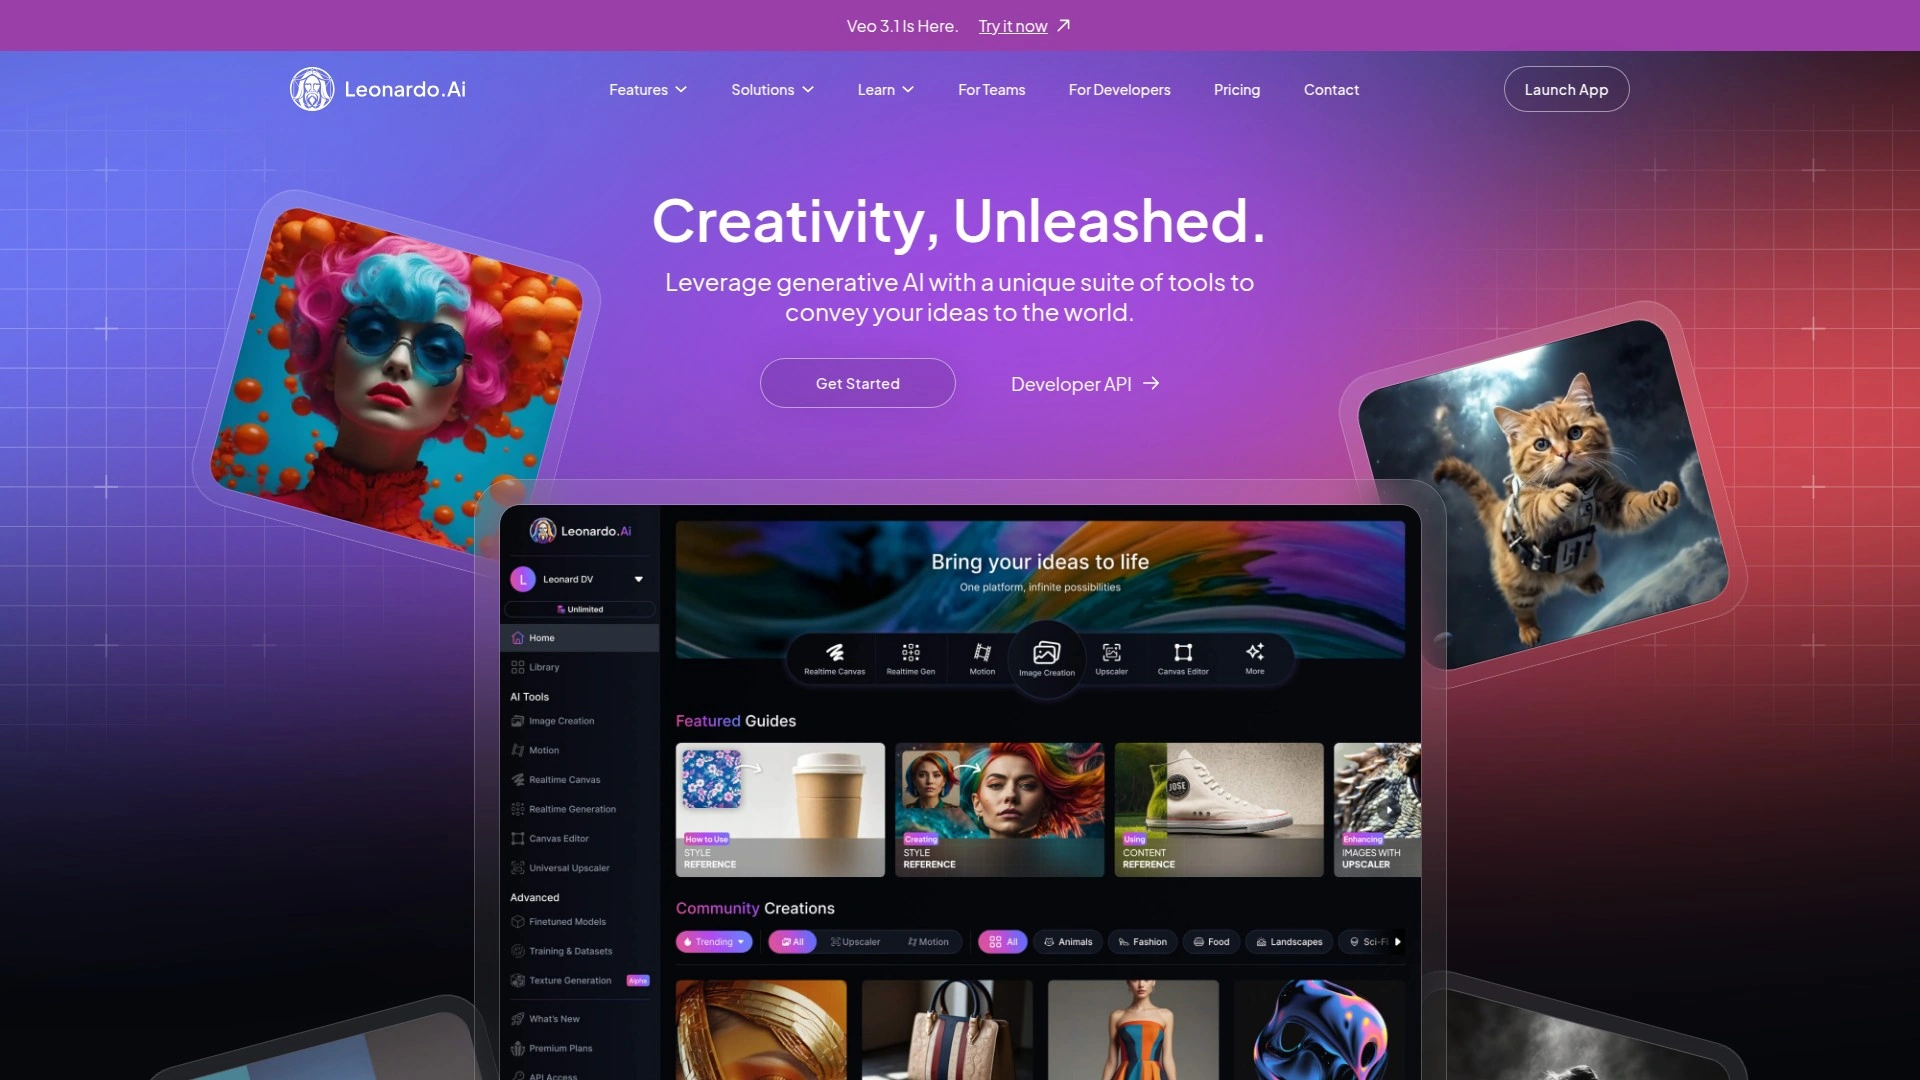 Veo 3.1 Is Here. Try it now
Leonardo.Ai
Features Solutions Learn For Teams For Developers Pricing Contact
Launch App
Creativity, Unleashed.
Leverage generative AI with a unique suite of tools to
convey your ideas to the world.
Get Started
Developer API
Leonardo.Ai
L Leonard DV
Unlimited
Home
Library
AI Tools
Image Creation
Motion
Realtime Canvas
Realtime Generation
Canvas Editor
Universal Upscaler
Advanced
Finetuned Models
Training & Datasets
Texture Generation Alpha
What's New
Premium Plans
API Access
Bring your ideas to life
One platform, infinite possibilities
Realtime Canvas Realtime Gen Motion Image Creation Upscaler Canvas Editor More
Featured Guides
How to Use
STYLE
REFERENCE
Creating
STYLE
REFERENCE
JOSE
Using
CONTENT
REFERENCE
Enhancing
IMAGES WITH
UPSCALER
Community Creations
Trending All Upscaler Motion All Animals Fashion Food Landscapes Sci-Fi